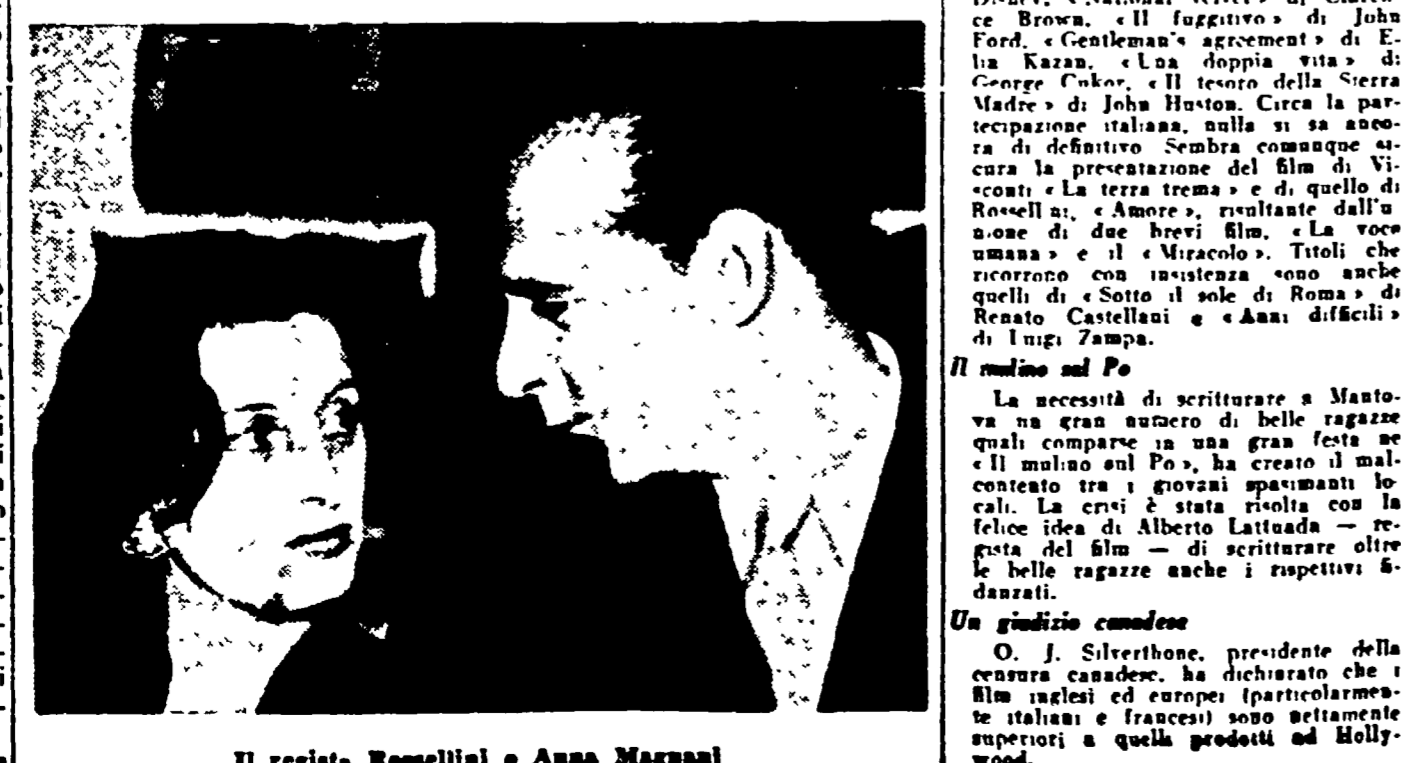 Il regista Rossellini e Anna Magnani
ce Brown, « Il fuggitivo » di John
Ford, « Gentleman's agreement » di E-
lia Kazan, « Una doppia vita » di
George Cukor, « Il tesoro della Sierra
Madre » di John Huston. Circa la par-
tecipazione italiana, nulla si sa anco-
ra di definitivo Sembra comunque si-
cura la presentazione del film di Vi-
sconti « La terra trema » e di quello di
Rossellini, « Amore », risultante dall'u
nione di due brevi film, « La voce
umana » e il « Miracolo ». Titoli che
ricorrono con insistenza sono anche
quelli di « Sotto il sole di Roma » di
Renato Castellani e « Anni difficili »
di Luigi Zampa.
Il mulino sul Po
La necessità di scritturare a Manto-
va un gran numero di belle ragazze
quali comparse in una gran festa ne
« Il mulino sul Po », ha creato il mal-
contento tra i giovani spasimanti lo-
cali. La crisi è stata risolta con la
felice idea di Alberto Lattuada — re-
gista del film — di scritturare oltre
le belle ragazze anche i rispettivi fi-
danzati.
Un giudizio canadese
O. J. Silverthone, presidente della
censura canadese, ha dichiarato che i
film inglesi ed europei (particolarmen-
te italiani e francesi) sono nettamente
superiori a quelli prodotti ad Holly-
wood.